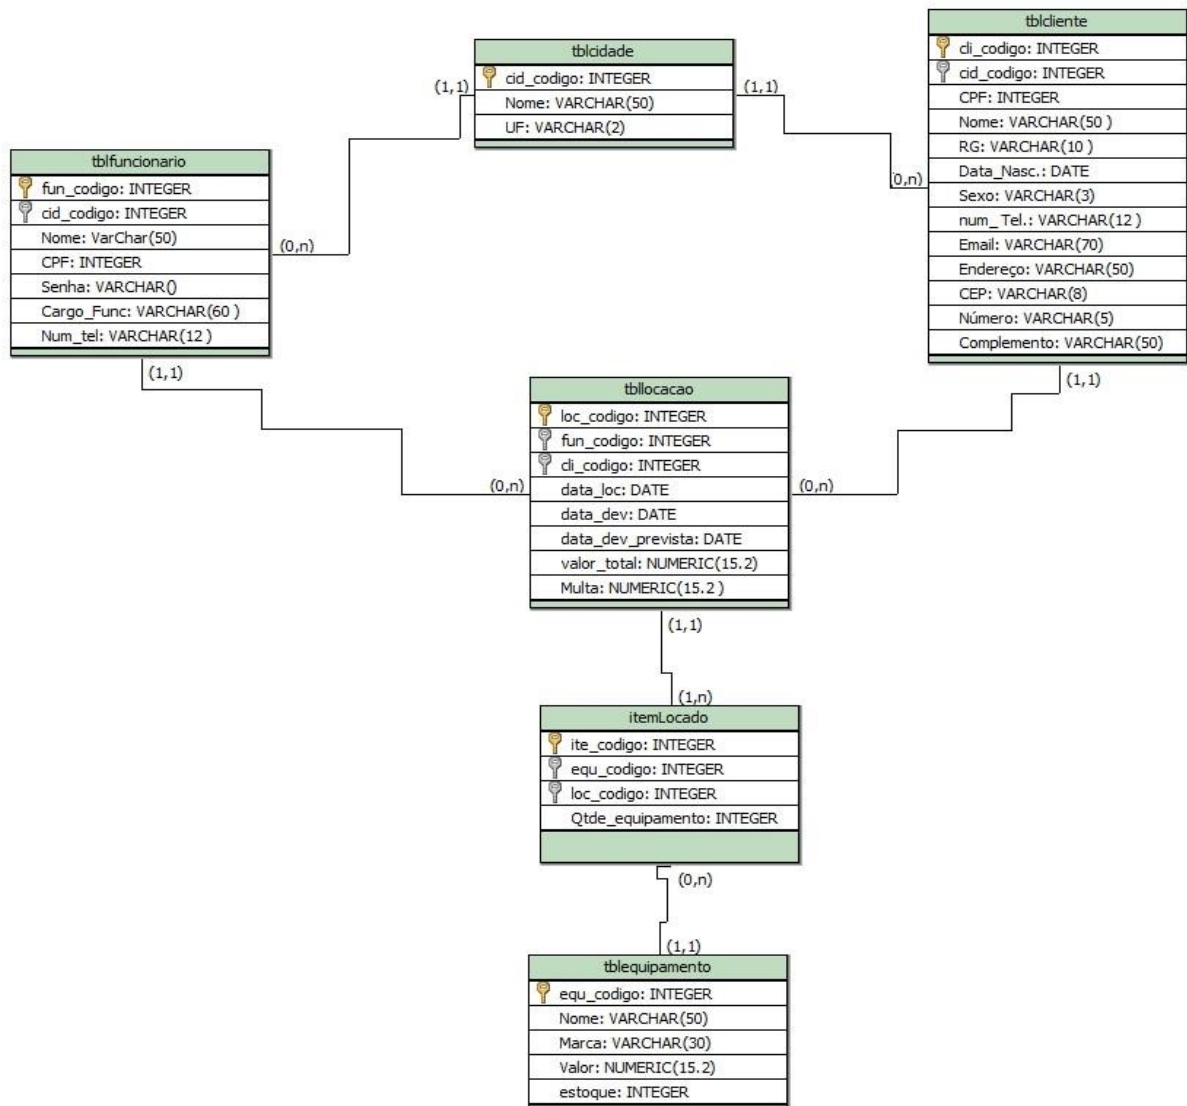 tblcidade
cid_codigo: INTEGER
Nome: VARCHAR(50)
UF: VARCHAR(2)
(1,1)
(1,1)
tblcliente
cli_codigo: INTEGER
cid_codigo: INTEGER
CPF: INTEGER
Nome: VARCHAR(50 )
RG: VARCHAR(10 )
Data_Nasc.: DATE
Sexo: VARCHAR(3)
num_ Tel.: VARCHAR(12 )
Email: VARCHAR(70)
Endereço: VARCHAR(50)
CEP: VARCHAR(8)
Número: VARCHAR(5)
Complemento: VARCHAR(50)
(0,n)
(1,1)
tblfuncionario
fun_codigo: INTEGER
cid_codigo: INTEGER
Nome: VarChar(50)
CPF: INTEGER
Senha: VARCHAR()
Cargo_Func: VARCHAR(60 )
Num_tel: VARCHAR(12 )
(0,n)
(1,1)
tbllocacao
loc_codigo: INTEGER
fun_codigo: INTEGER
cli_codigo: INTEGER
data_loc: DATE
data_dev: DATE
data_dev_prevista: DATE
valor_total: NUMERIC(15.2)
Multa: NUMERIC(15.2 )
(0,n)
(0,n)
(1,1)
(1,n)
itemLocado
ite_codigo: INTEGER
equ_codigo: INTEGER
loc_codigo: INTEGER
Qtde_equipamento: INTEGER
(0,n)
(1,1)
tblequipamento
equ_codigo: INTEGER
Nome: VARCHAR(50)
Marca: VARCHAR(30)
Valor: NUMERIC(15.2)
estoque: INTEGER